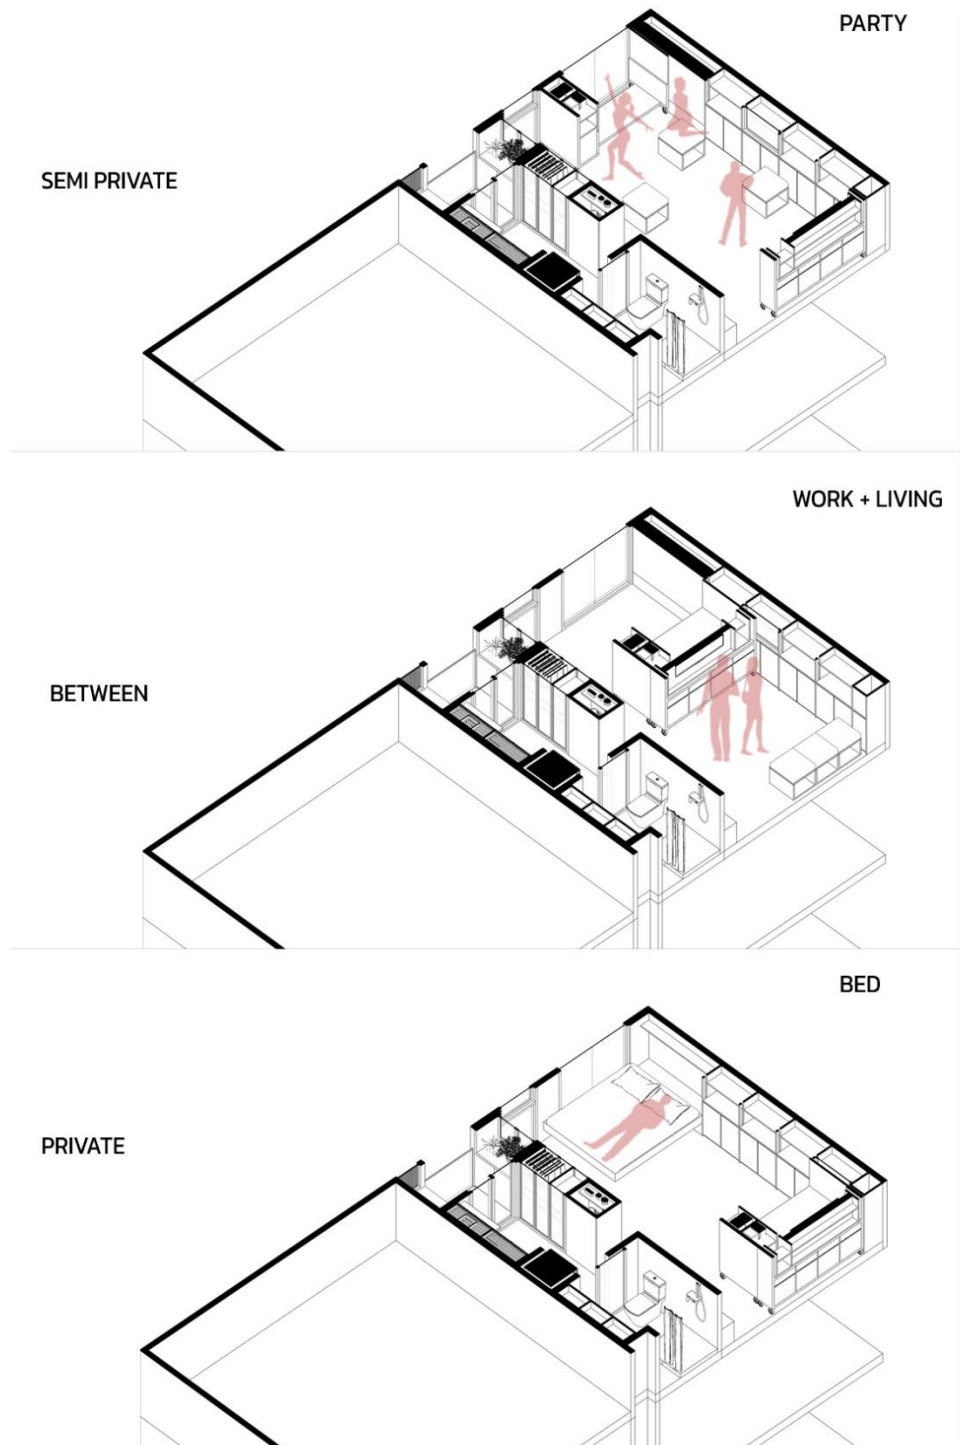 PARTY
SEMI PRIVATE
WORK + LIVING
BETWEEN
BED
PRIVATE